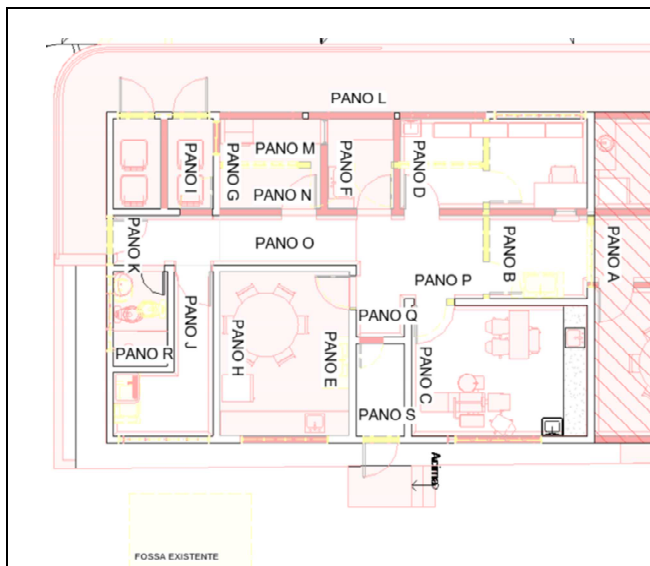 PANO L
PANO M
PANO I
PANO G
PANO F
PANO D
PANO N
PANO K
PANO O
PANO P
PANO B
PANO A
PANO Q
PANO J
PANO R
PANO H
PANO E
PANO C
PANO S
Acima
FOSSA EXISTENTE